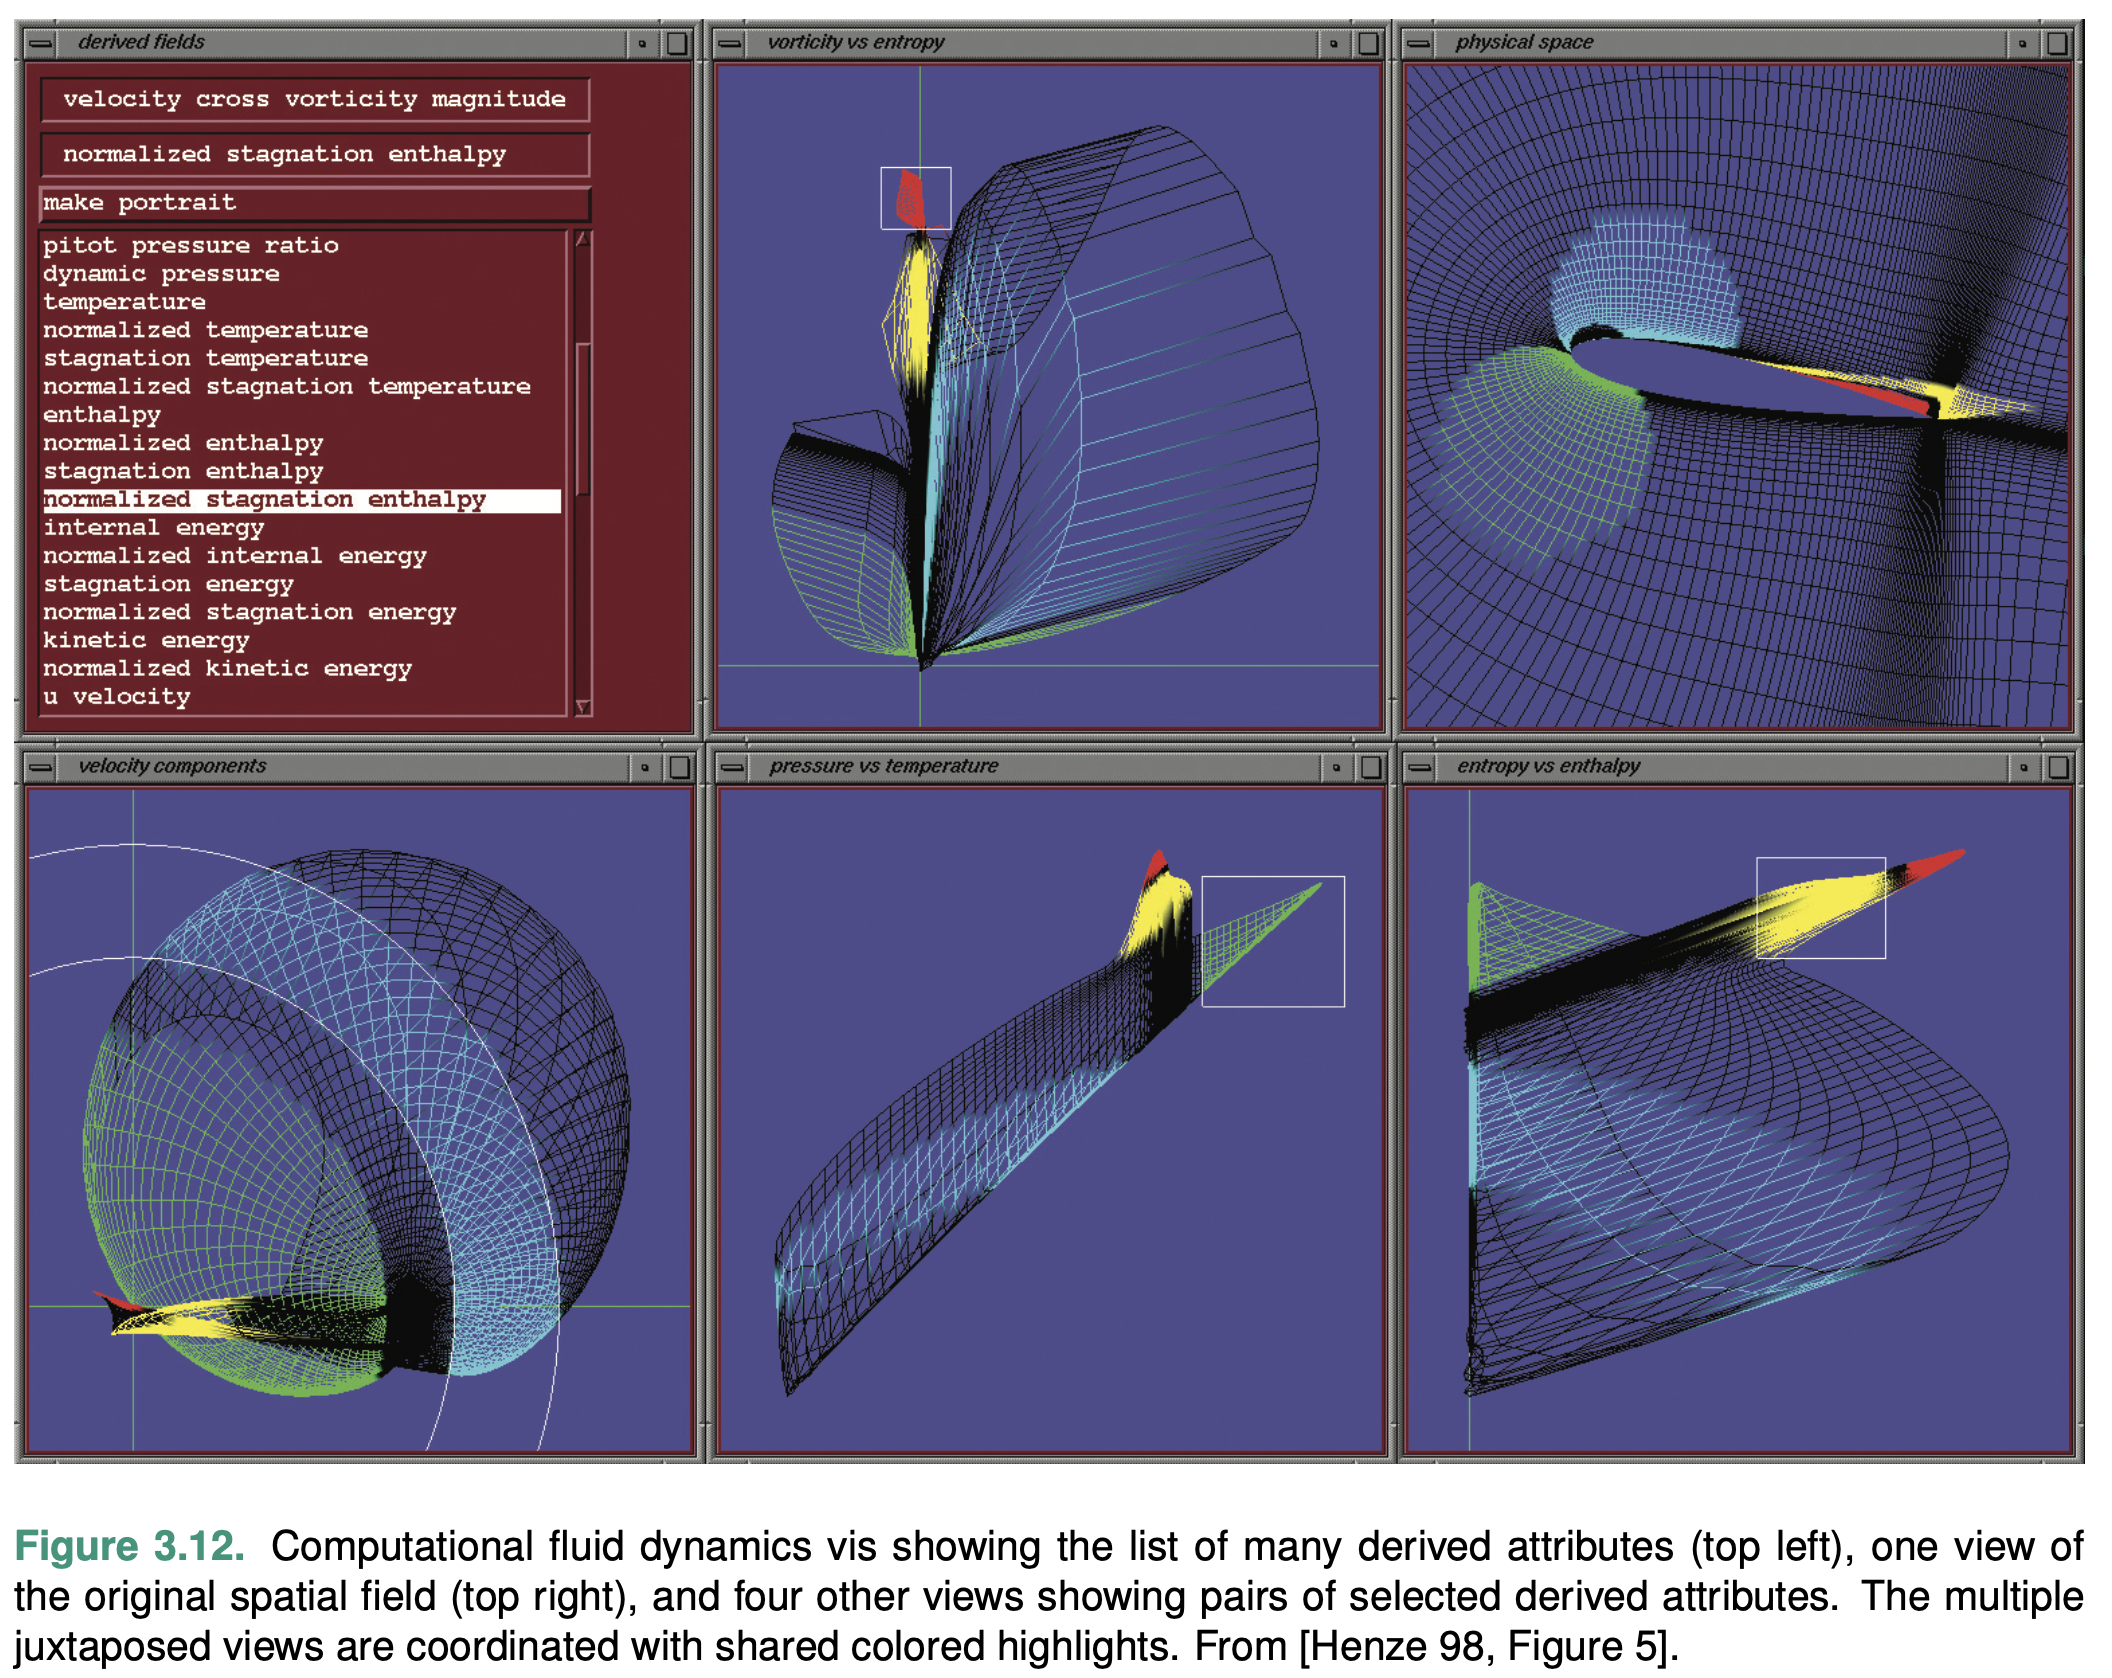 derived fields
velocity cross vorticity magnitude
normalized stagnation enthalpy
make portrait
pitot pressure ratio
dynamic pressure
temperature
normalized temperature
stagnation temperature
normalized stagnation temperature
enthalpy
normalized enthalpy
stagnation enthalpy
normalized stagnation enthalpy
internal energy
normalized internal energy
stagnation energy
normalized stagnation energy
kinetic energy
normalized kinetic energy
u velocity
vorticity vs entropy
physical space
velocity components
pressure vs temperature
entropy vs enthalpy
Figure 3.12. Computational fluid dynamics vis showing the list of many derived attributes (top left), one view of
the original spatial field (top right), and four other views showing pairs of selected derived attributes. The multiple
juxtaposed views are coordinated with shared colored highlights. From [Henze 98, Figure 5].